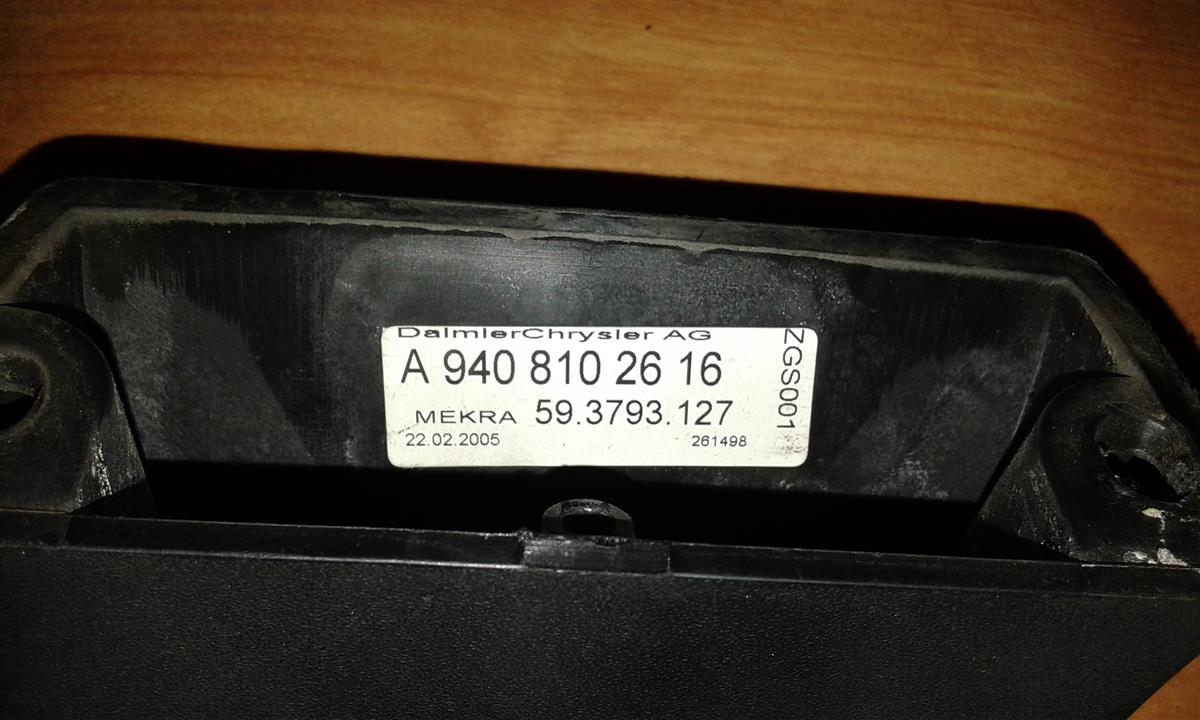 DaimlerChrysler AG
A 940 810 26 16
MEKRA 59.3793.127
22.02.2005 261498
ZGS001